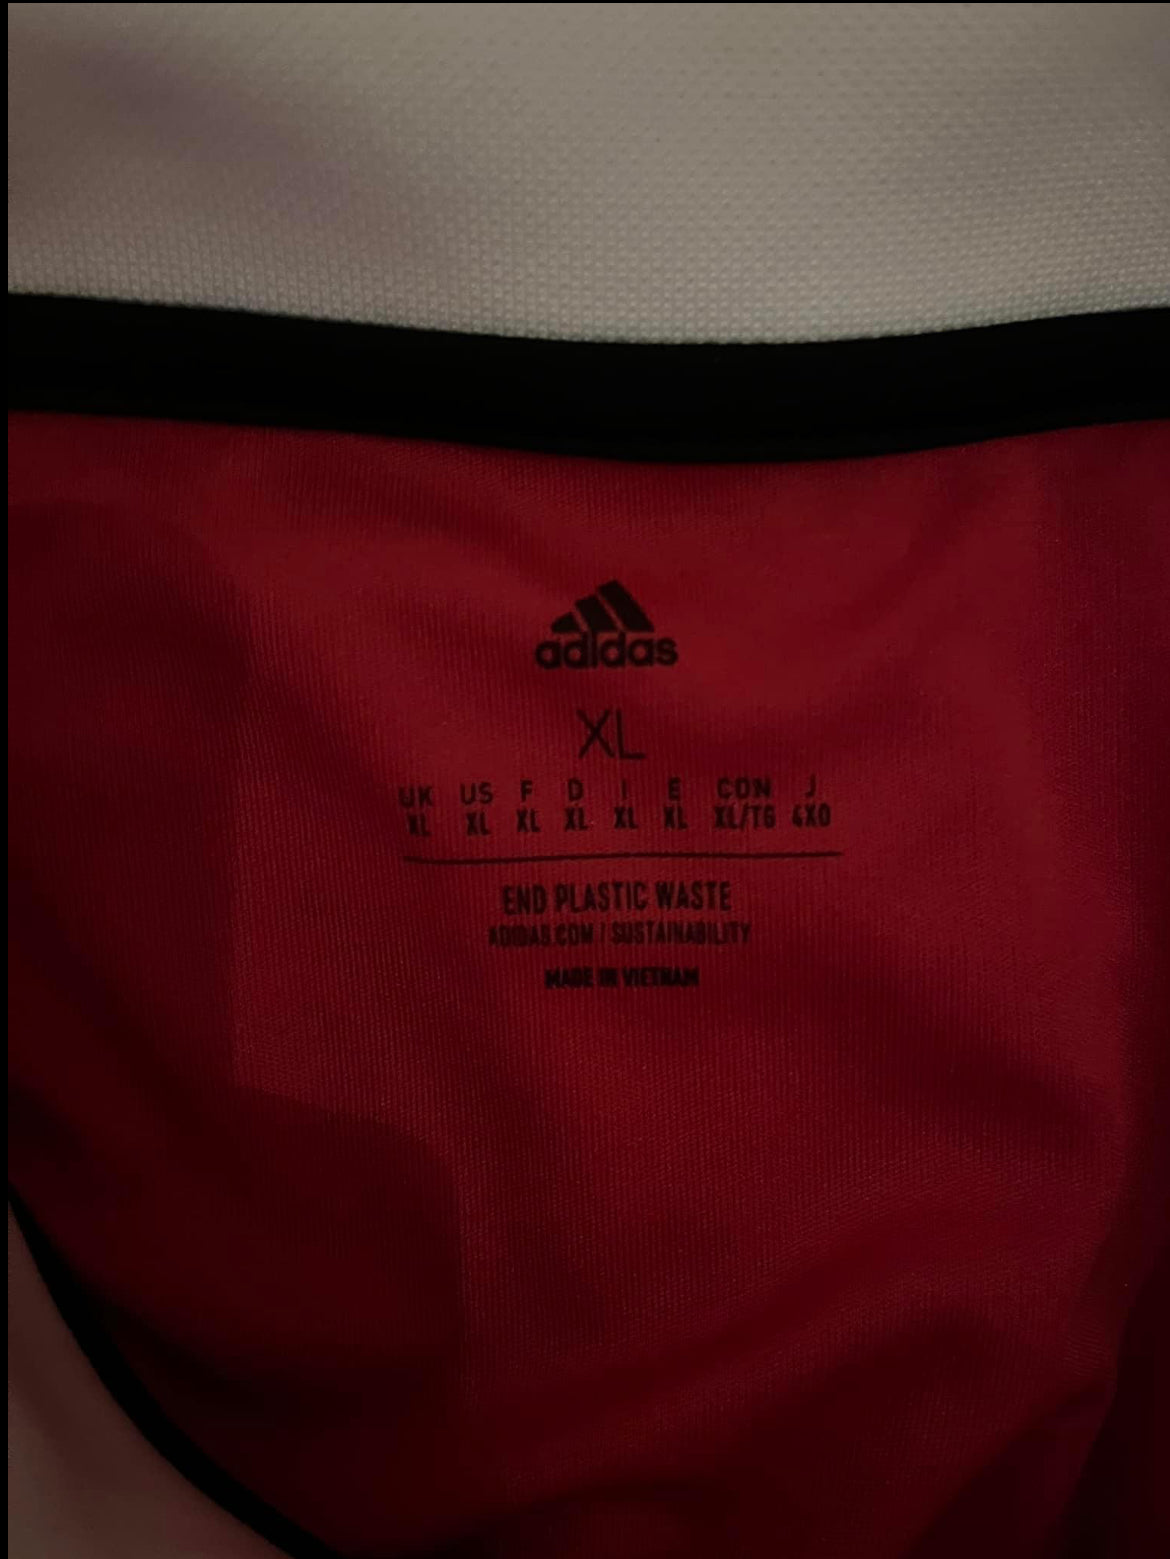 adidas
XL
UK US F D I E CON J
XL XL XL XL XL XL XL/TG 4XO
END PLASTIC WASTE
ADIDAS.COM / SUSTAINABILITY
MADE IN VIETNAM